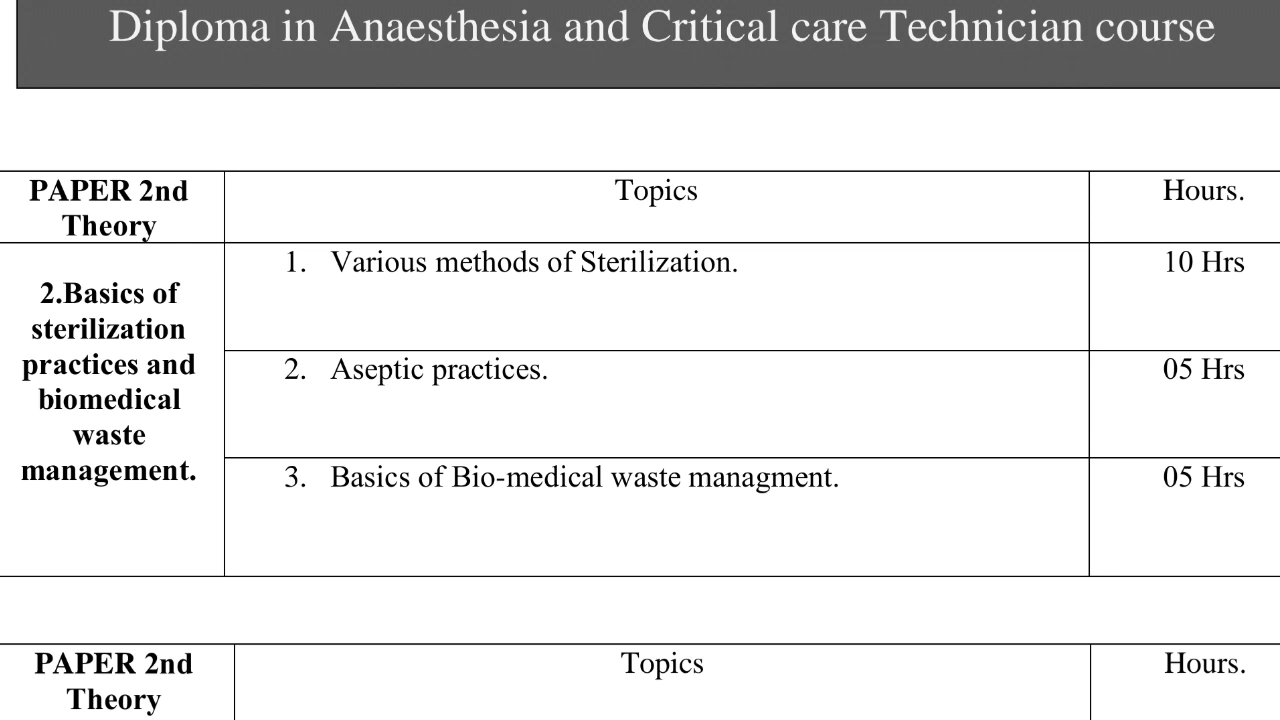 Diploma in Anaesthesia and Critical care Technician course
PAPER 2nd
Theory
Topics
Hours.
2.Basics of
sterilization
practices and
biomedical
waste
management.
1. Various methods of Sterilization.
10 Hrs
2. Aseptic practices.
05 Hrs
3. Basics of Bio-medical waste managment.
05 Hrs
PAPER 2nd
Theory
Topics
Hours.